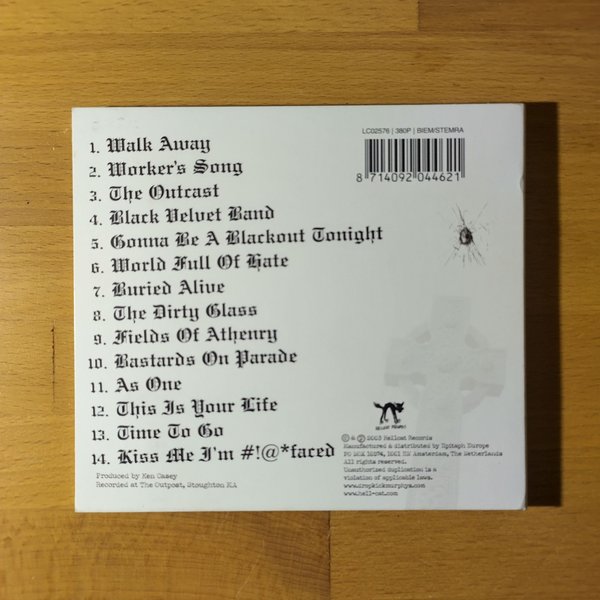 LC02576 | 380P | BIEM/STEMRA
8 714092 044621
1. Walk Away
2. Worker's Song
3. The Outcast
4. Black Velvet Band
5. Gonna Be A Blackout Tonight
6. World Full Of Hate
7. Buried Alive
8. The Dirty Glass
9. Fields Of Athenry
10. Bastards On Parade
11. As One
12. This Is Your Life
13. Time To Go
14. Kiss Me I'm #!@*faced
Produced by Ken Casey
Recorded at The Outpost, Stoughton MA
HELLCAT RECORDS
© & ℗ 2003 Hellcat Records
Manufactured & distributed by Epitaph Europe
All rights reserved.
Unauthorized duplication is a
violation of applicable laws.
www.dropkickmurphys.com
www.hell-cat.com